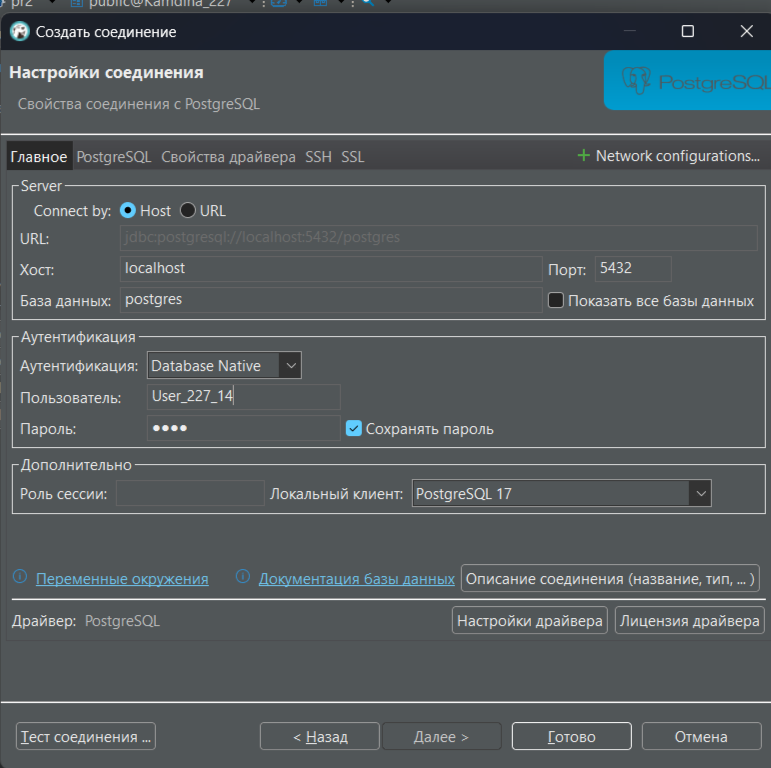 pr2 public@Kamdina_227
Создать соединение
Настройки соединения
Свойства соединения с PostgreSQL
PostgreSQL
Главное PostgreSQL Свойства драйвера SSH SSL + Network configurations...
Server
Connect by: Host URL
URL: jdbc:postgresql://localhost:5432/postgres
Хост: localhost Порт: 5432
База данных: postgres Показать все базы данных
Аутентификация
Аутентификация: Database Native
Пользователь: User_227_14
Пароль: •••• Сохранять пароль
Дополнительно
Роль сессии: Локальный клиент: PostgreSQL 17
Переменные окружения Документация базы данных Описание соединения (название, тип, ... )
Драйвер: PostgreSQL Настройки драйвера Лицензия драйвера
Тест соединения ... < Назад Далее > Готово Отмена